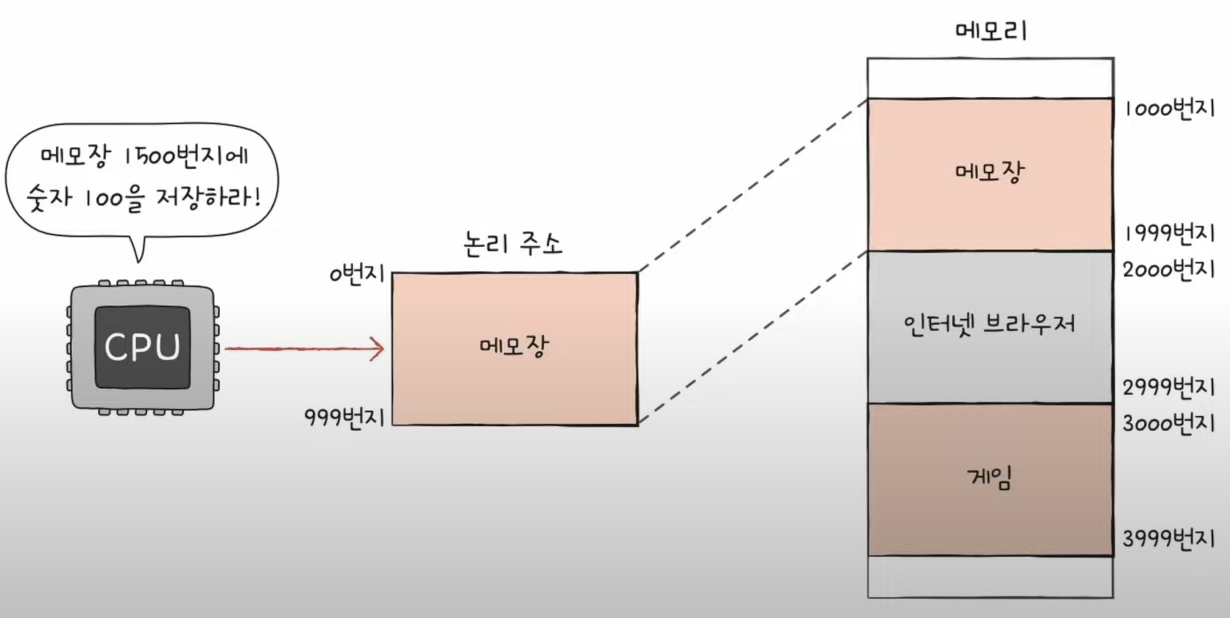 메모리
1000번지
메모장 1500번지에
숫자 100을 저장하라!
메모장
1999번지
논리 주소
0번지
2000번지
인터넷 브라우저
CPU
메모장
2999번지
999번지
3000번지
게임
3999번지